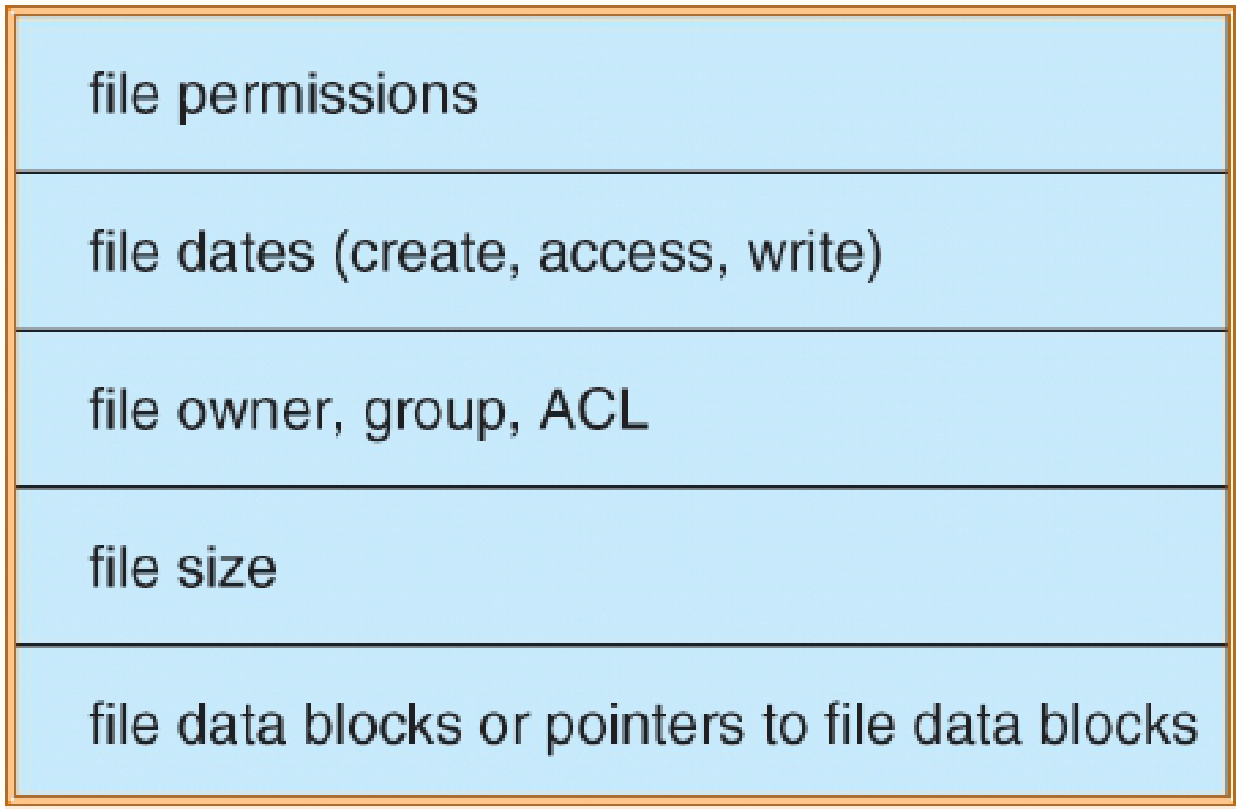 file permissions
file dates (create, access, write)
file owner, group, ACL
file size
file data blocks or pointers to file data blocks